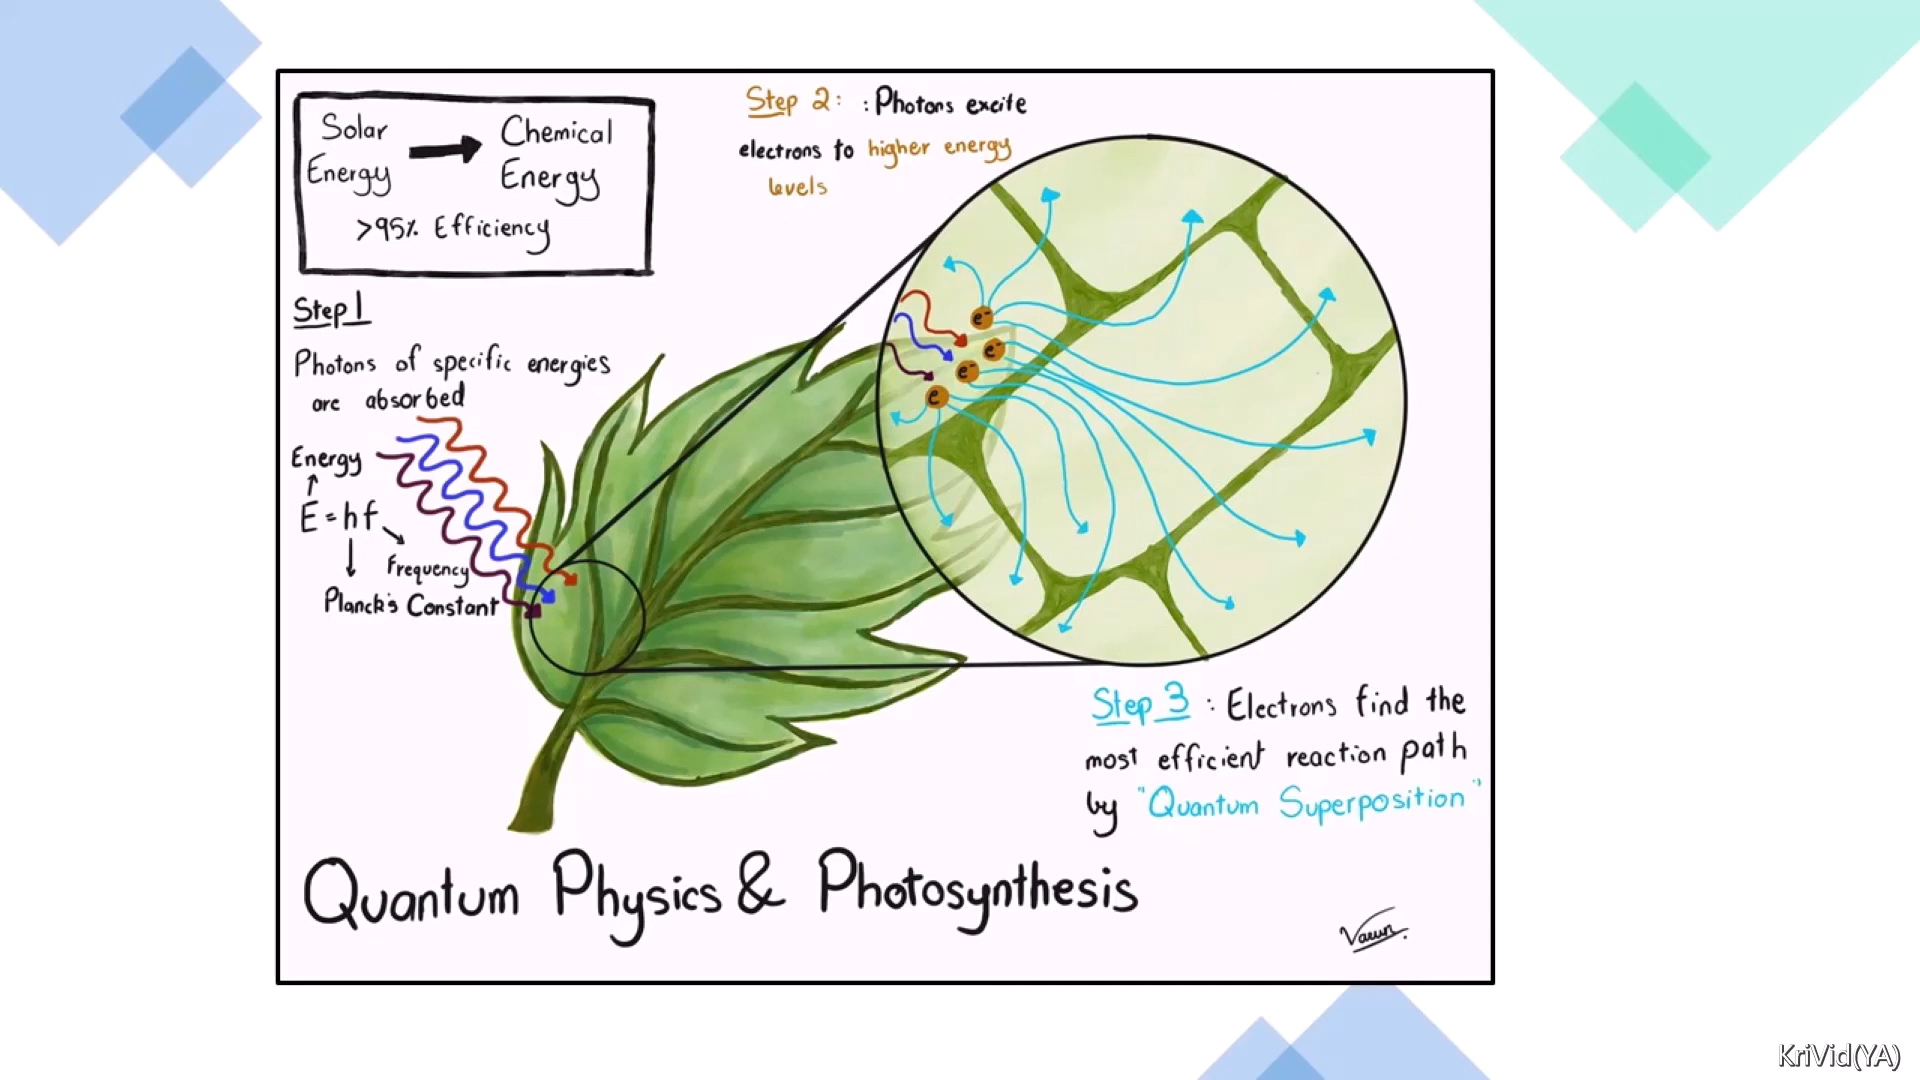 Solar Energy → Chemical Energy
>95% Efficiency
Step 1
Photons of specific energies
are absorbed
Energy
↑
E = hf
Frequency
Planck's Constant
Step 2: : Photons excite
electrons to higher energy
levels
e-
e-
e-
e
Step 3 : Electrons find the
most efficient reaction path
by "Quantum Superposition"
Quantum Physics & Photosynthesis
Varun.
KriVid(YA)